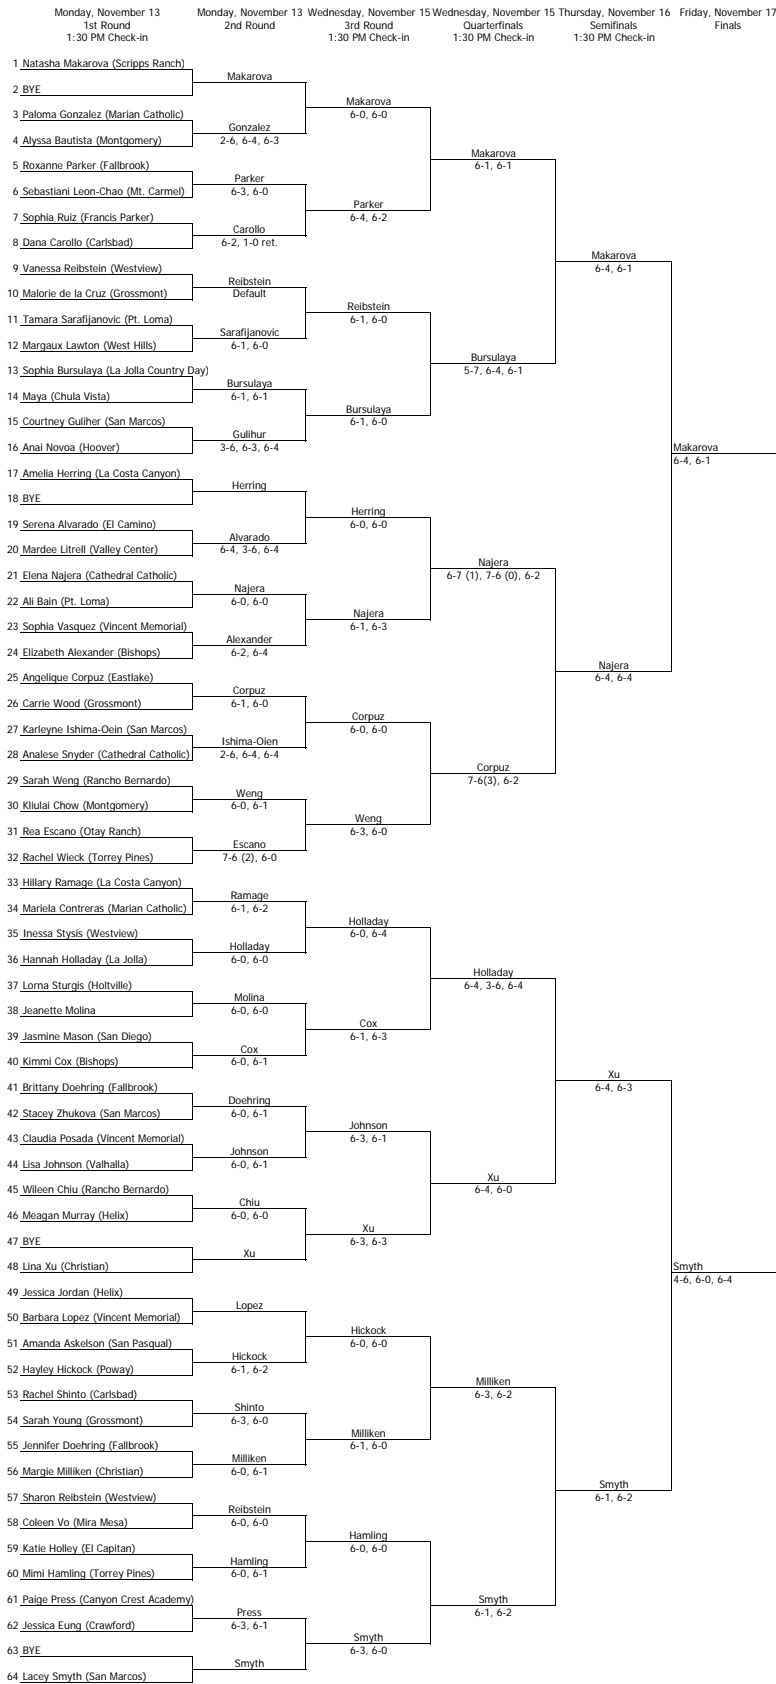 Monday, November 13
1st Round
1:30 PM Check-in
Monday, November 13
2nd Round
Wednesday, November 15
3rd Round
1:30 PM Check-in
Wednesday, November 15
Quarterfinals
1:30 PM Check-in
Thursday, November 16
Semifinals
1:30 PM Check-in
Friday, November 17
Finals
1 Natasha Makarova (Scripps Ranch)
2 BYE
3 Paloma Gonzalez (Marian Catholic)
4 Alyssa Bautista (Montgomery)
5 Roxanne Parker (Fallbrook)
6 Sebastiani Leon-Chao (Mt. Carmel)
7 Sophia Ruiz (Francis Parker)
8 Dana Carollo (Carlsbad)
9 Vanessa Reibstein (Westview)
10 Malorie de la Cruz (Grossmont)
11 Tamara Sarafijanovic (Pt. Loma)
12 Margaux Lawton (West Hills)
13 Sophia Bursulaya (La Jolla Country Day)
14 Maya (Chula Vista)
15 Courtney Guliher (San Marcos)
16 Anai Novoa (Hoover)
17 Amelia Herring (La Costa Canyon)
18 BYE
19 Serena Alvarado (El Camino)
20 Mardee Litrell (Valley Center)
21 Elena Najera (Cathedral Catholic)
22 Ali Bain (Pt. Loma)
23 Sophia Vasquez (Vincent Memorial)
24 Elizabeth Alexander (Bishops)
25 Angelique Corpuz (Eastlake)
26 Carrie Wood (Grossmont)
27 Karleyne Ishima-Oein (San Marcos)
28 Analese Snyder (Cathedral Catholic)
29 Sarah Weng (Rancho Bernardo)
30 Kliulai Chow (Montgomery)
31 Rea Escano (Otay Ranch)
32 Rachel Wieck (Torrey Pines)
33 Hillary Ramage (La Costa Canyon)
34 Mariela Contreras (Marian Catholic)
35 Inessa Stysis (Westview)
36 Hannah Holladay (La Jolla)
37 Lorna Sturgis (Holtville)
38 Jeanette Molina
39 Jasmine Mason (San Diego)
40 Kimmi Cox (Bishops)
41 Brittany Doehring (Fallbrook)
42 Stacey Zhukova (San Marcos)
43 Claudia Posada (Vincent Memorial)
44 Lisa Johnson (Valhalla)
45 Wileen Chiu (Rancho Bernardo)
46 Meagan Murray (Helix)
47 BYE
48 Lina Xu (Christian)
49 Jessica Jordan (Helix)
50 Barbara Lopez (Vincent Memorial)
51 Amanda Askelson (San Pasqual)
52 Hayley Hickock (Poway)
53 Rachel Shinto (Carlsbad)
54 Sarah Young (Grossmont)
55 Jennifer Doehring (Fallbrook)
56 Margie Milliken (Christian)
57 Sharon Reibstein (Westview)
58 Coleen Vo (Mira Mesa)
59 Katie Holley (El Capitan)
60 Mimi Hamling (Torrey Pines)
61 Paige Press (Canyon Crest Academy)
62 Jessica Eung (Crawford)
63 BYE
64 Lacey Smyth (San Marcos)
Makarova
Gonzalez
2-6, 6-4, 6-3
Parker
6-3, 6-0
Carollo
6-2, 1-0 ret.
Reibstein
Default
Sarafijanovic
6-1, 6-0
Bursulaya
6-1, 6-1
Gulihur
3-6, 6-3, 6-4
Herring
Alvarado
6-4, 3-6, 6-4
Najera
6-0, 6-0
Alexander
6-2, 6-4
Corpuz
6-1, 6-0
Ishima-Oien
2-6, 6-4, 6-4
Weng
6-0, 6-1
Escano
7-6 (2), 6-0
Ramage
6-1, 6-2
Holladay
6-0, 6-0
Molina
6-0, 6-0
Cox
6-0, 6-1
Doehring
6-0, 6-1
Johnson
6-0, 6-1
Chiu
6-0, 6-0
Xu
Lopez
Hickock
6-1, 6-2
Shinto
6-3, 6-0
Milliken
6-0, 6-1
Reibstein
6-0, 6-0
Hamling
6-0, 6-1
Press
6-3, 6-1
Smyth
Makarova
6-0, 6-0
Parker
6-4, 6-2
Reibstein
6-1, 6-0
Bursulaya
6-1, 6-0
Herring
6-0, 6-0
Najera
6-1, 6-3
Corpuz
6-0, 6-0
Weng
6-3, 6-0
Holladay
6-0, 6-4
Cox
6-1, 6-3
Johnson
6-3, 6-1
Xu
6-3, 6-3
Hickock
6-0, 6-0
Milliken
6-1, 6-0
Hamling
6-0, 6-0
Smyth
6-3, 6-0
Makarova
6-1, 6-1
Bursulaya
5-7, 6-4, 6-1
Najera
6-7 (1), 7-6 (0), 6-2
Corpuz
7-6(3), 6-2
Holladay
6-4, 3-6, 6-4
Xu
6-4, 6-0
Milliken
6-3, 6-2
Smyth
6-1, 6-2
Makarova
6-4, 6-1
Najera
6-4, 6-4
Xu
6-4, 6-3
Smyth
6-1, 6-2
Makarova
6-4, 6-1
Smyth
4-6, 6-0, 6-4